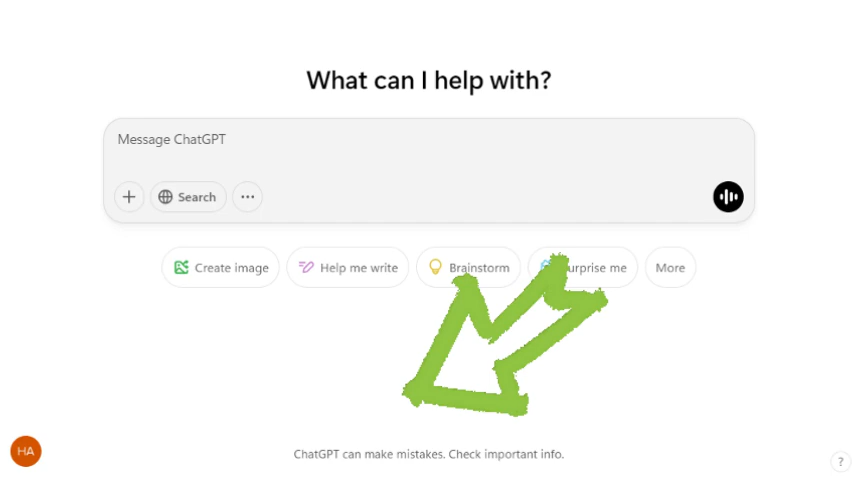 What can I help with?
Message ChatGPT
Search
Create image
Help me write
Brainstorm
urprise me
More
HA
ChatGPT can make mistakes. Check important info.
?